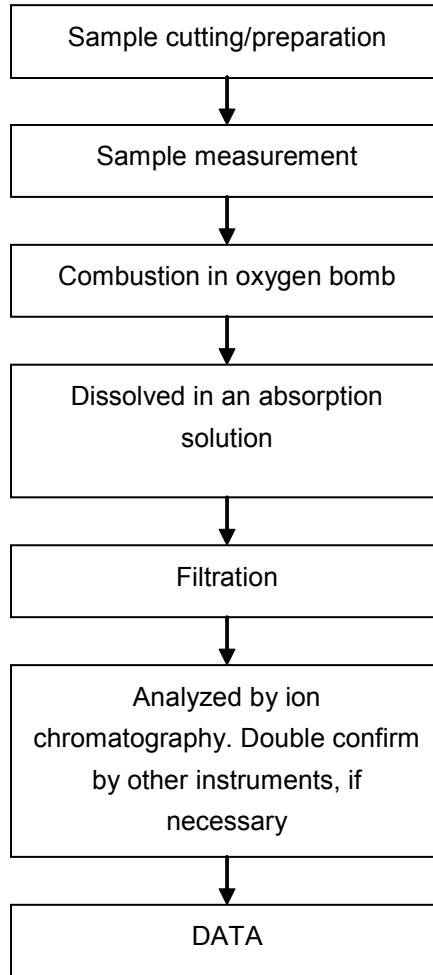 Sample cutting/preparation
Sample measurement
Combustion in oxygen bomb
Dissolved in an absorption
solution
Filtration
Analyzed by ion
chromatography. Double confirm
by other instruments, if
necessary
DATA